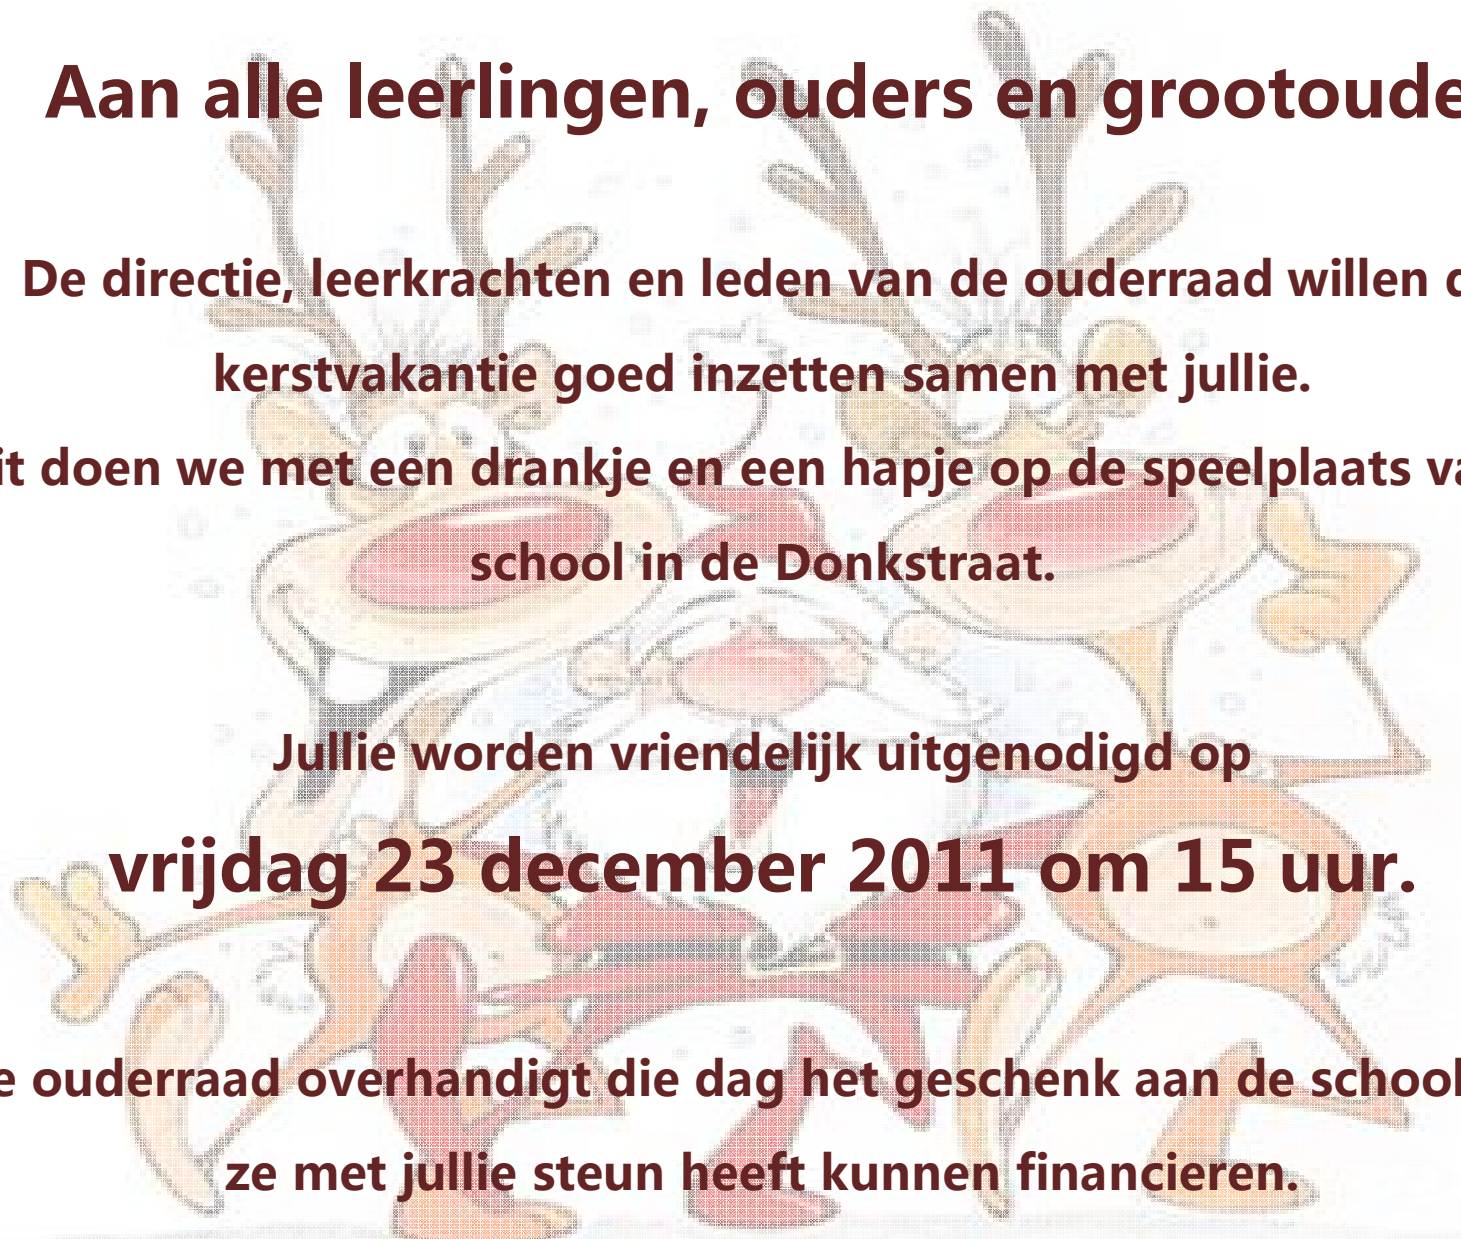 Aan alle leerlingen, ouders en grootoude
De directie, leerkrachten en leden van de ouderraad willen d
kerstvakantie goed inzetten samen met jullie.
it doen we met een drankje en een hapje op de speelplaats va
school in de Donkstraat.
Jullie worden vriendelijk uitgenodigd op
vrijdag 23 december 2011 om 15 uur.
e ouderraad overhandigt die dag het geschenk aan de school
ze met jullie steun heeft kunnen financieren.